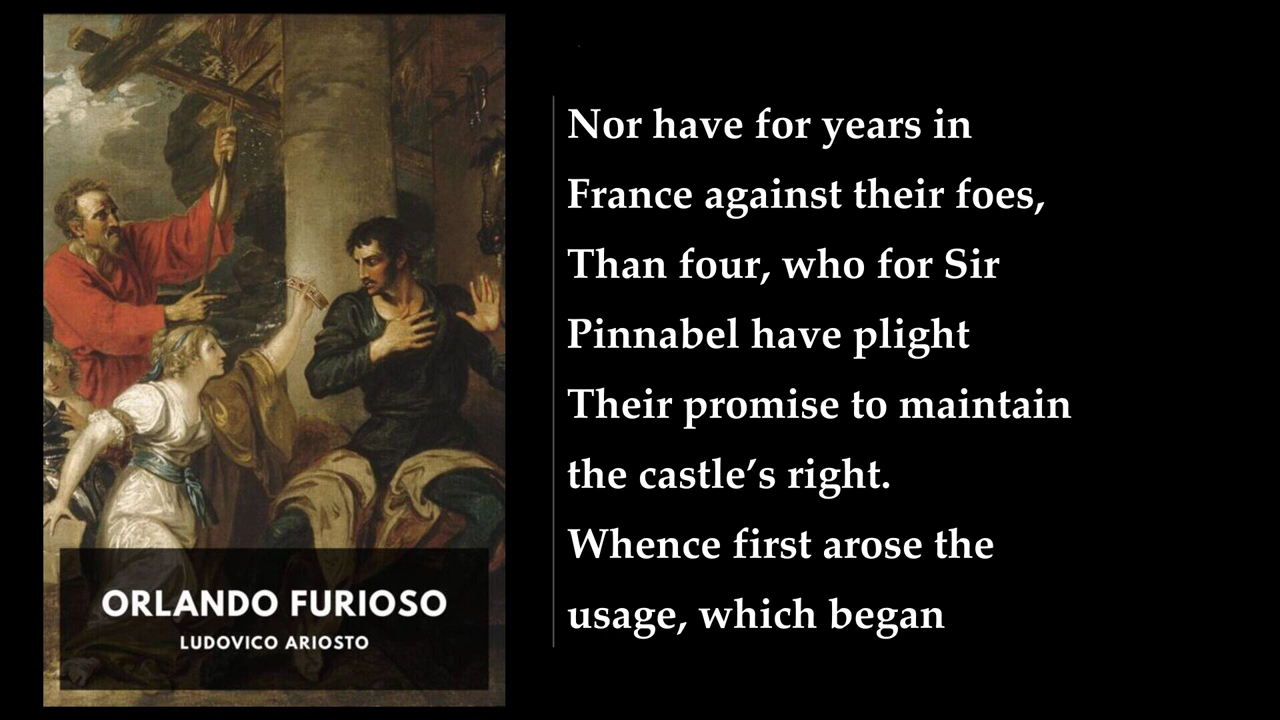 ORLANDO FURIOSO
LUDOVICO ARIOSTO
Nor have for years in
France against their foes,
Than four, who for Sir
Pinnabel have plight
Their promise to maintain
the castle’s right.
Whence first arose the
usage, which began